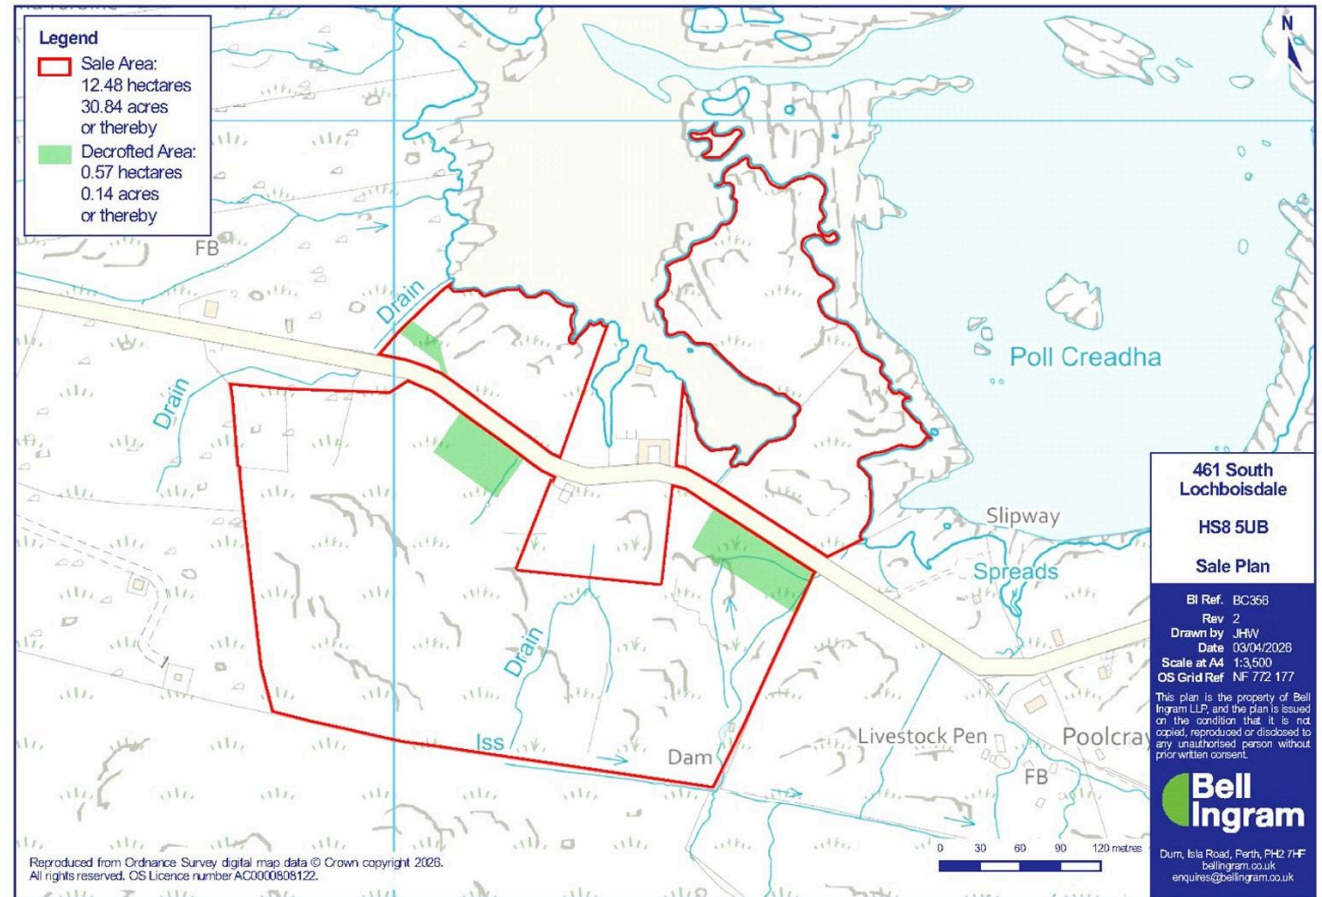 Legend
Sale Area:
12.48 hectares
30.84 acres
or thereby
Decrofted Area:
0.57 hectares
0.14 acres
or thereby
N
FB
Drain
Drain
Poll Creadha
461 South
Lochboisdale
HS8 5UB
Sale Plan
Slipway
Spreads
Drain
Iss
Dam
Livestock Pen
Poolcray
FB
BI Ref. BC356
Rev 2
Drawn by JHW
Date 03/04/2026
Scale at A4 1:3,500
OS Grid Ref NF 772 177
This plan is the property of Bell
Ingram LLP, and the plan is issued
on the condition that it is not
copied, reproduced or disclosed to
any unauthorised person without
prior written consent.
Bell
Ingram
Durn, Isla Road, Perth, PH2 7HF
bellingram.co.uk
enquires@bellingram.co.uk
0 30 60 90 120 metres
Reproduced from Ordnance Survey digital map data © Crown copyright 2026.
All rights reserved. OS Licence number AC0000808122.